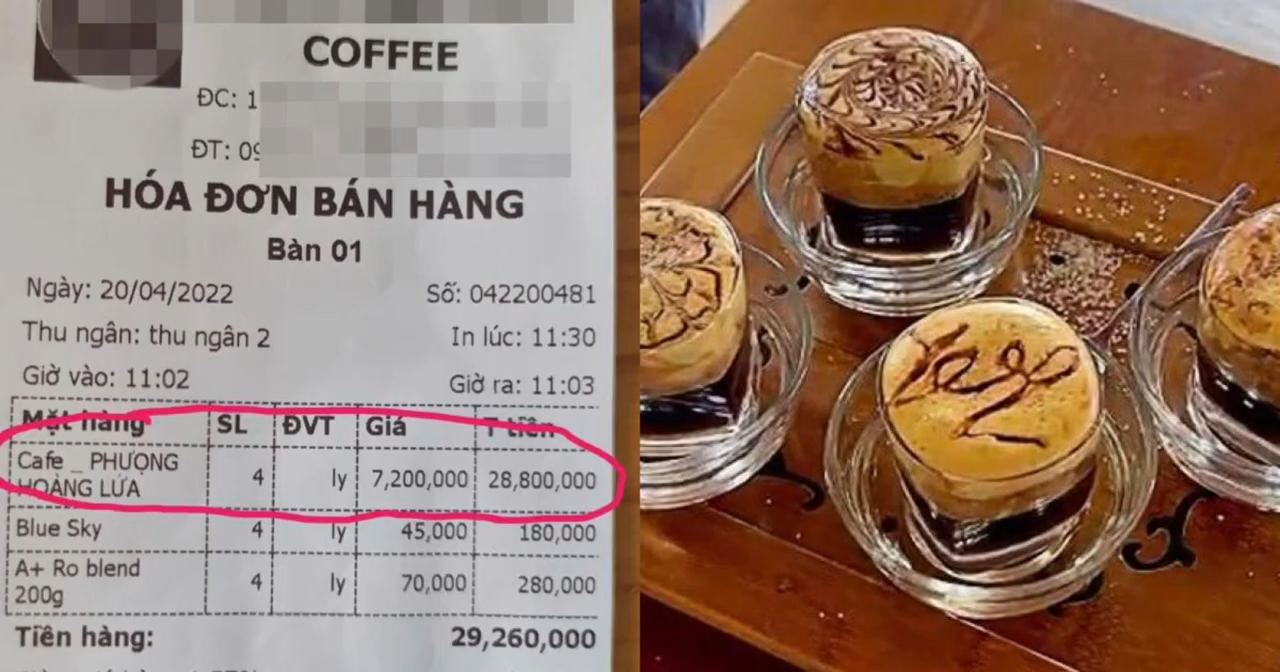 COFFEE
ĐC: 1
ĐT: 09
HÓA ĐƠN BÁN HÀNG
Bàn 01
Ngày: 20/04/2022 Số: 042200481
Thu ngân: thu ngân 2 In lúc: 11:30
Giờ vào: 11:02 Giờ ra: 11:03
Mặt hàng SL ĐVT Giá T tiền
Cafe _ PHƯỢNG
HOÀNG LỬA 4 ly 7,200,000 28,800,000
Blue Sky 4 ly 45,000 180,000
A+ Ro blend
200g 4 ly 70,000 280,000
Tiền hàng: 29,260,000